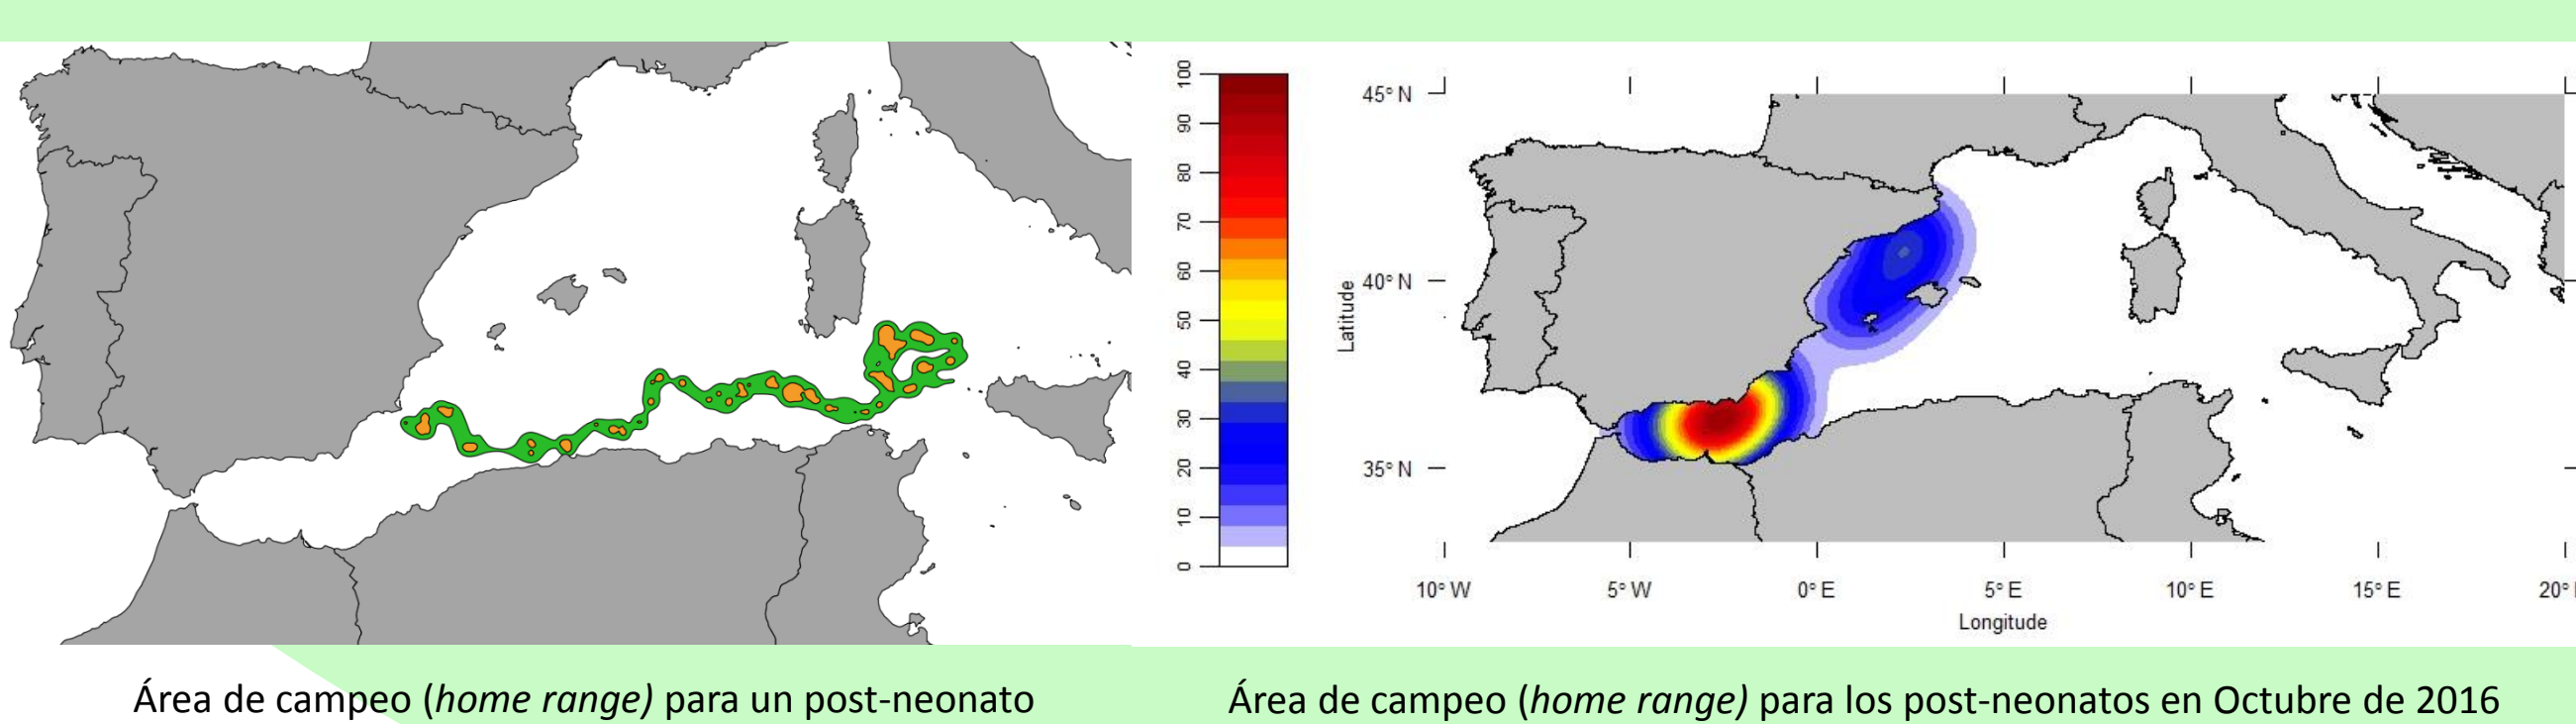 100
90
80
70
60
50
40
30
20
10
0
45° N
40° N
35° N
Latitude
10° W
5° W
0° E
5° E
10° E
15° E
20°
Longitude
Área de campeo (home range) para un post-neonato
Área de campeo (home range) para los post-neonatos en Octubre de 2016